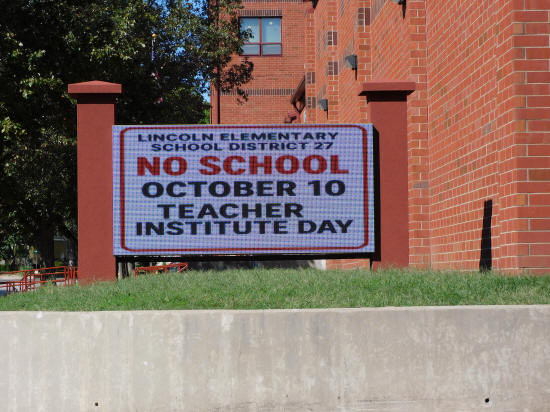 LINCOLN ELEMENTARY
SCHOOL DISTRICT 27
NO SCHOOL
OCTOBER 10
TEACHER
INSTITUTE DAY